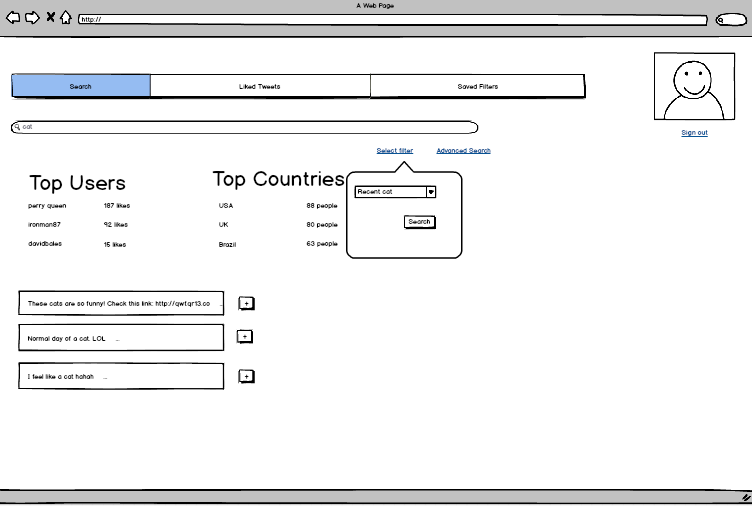 A Web Page
http://
Search Liked Tweets Saved Filters
cat
Sign out
Select filter Advanced Search
Top Users
perry queen 187 likes
ironman87 92 likes
davidbales 15 likes
Top Countries
USA 88 people
UK 80 people
Brazil 63 people
Recent cat
Search
These cats are so funny! Check this link: http://qwtqr13.co ...
+
Normal day of a cat. LOL ...
+
I feel like a cat hahah ...
+